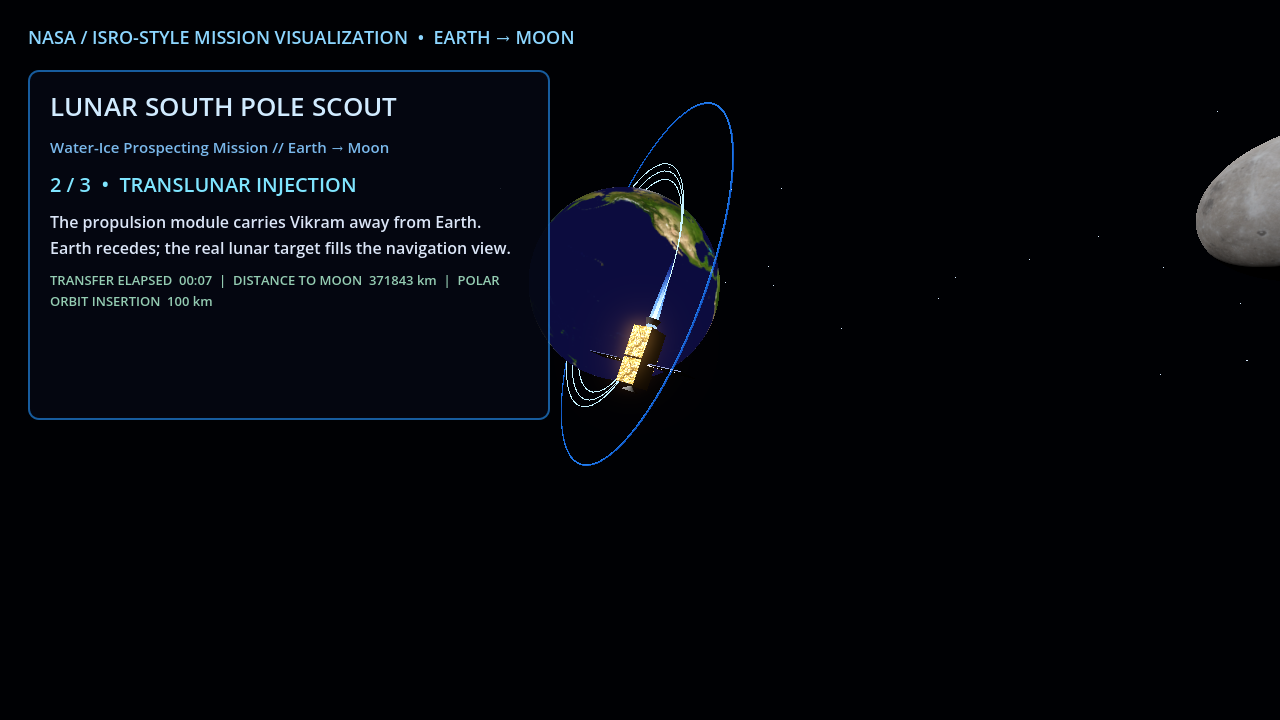 NASA / ISRO-STYLE MISSION VISUALIZATION • EARTH → MOON
LUNAR SOUTH POLE SCOUT
Water-Ice Prospecting Mission // Earth → Moon
2 / 3 • TRANSLUNAR INJECTION
The propulsion module carries Vikram away from Earth.
Earth recedes; the real lunar target fills the navigation view.
TRANSFER ELAPSED 00:07 | DISTANCE TO MOON 371843 km | POLAR
ORBIT INSERTION 100 km